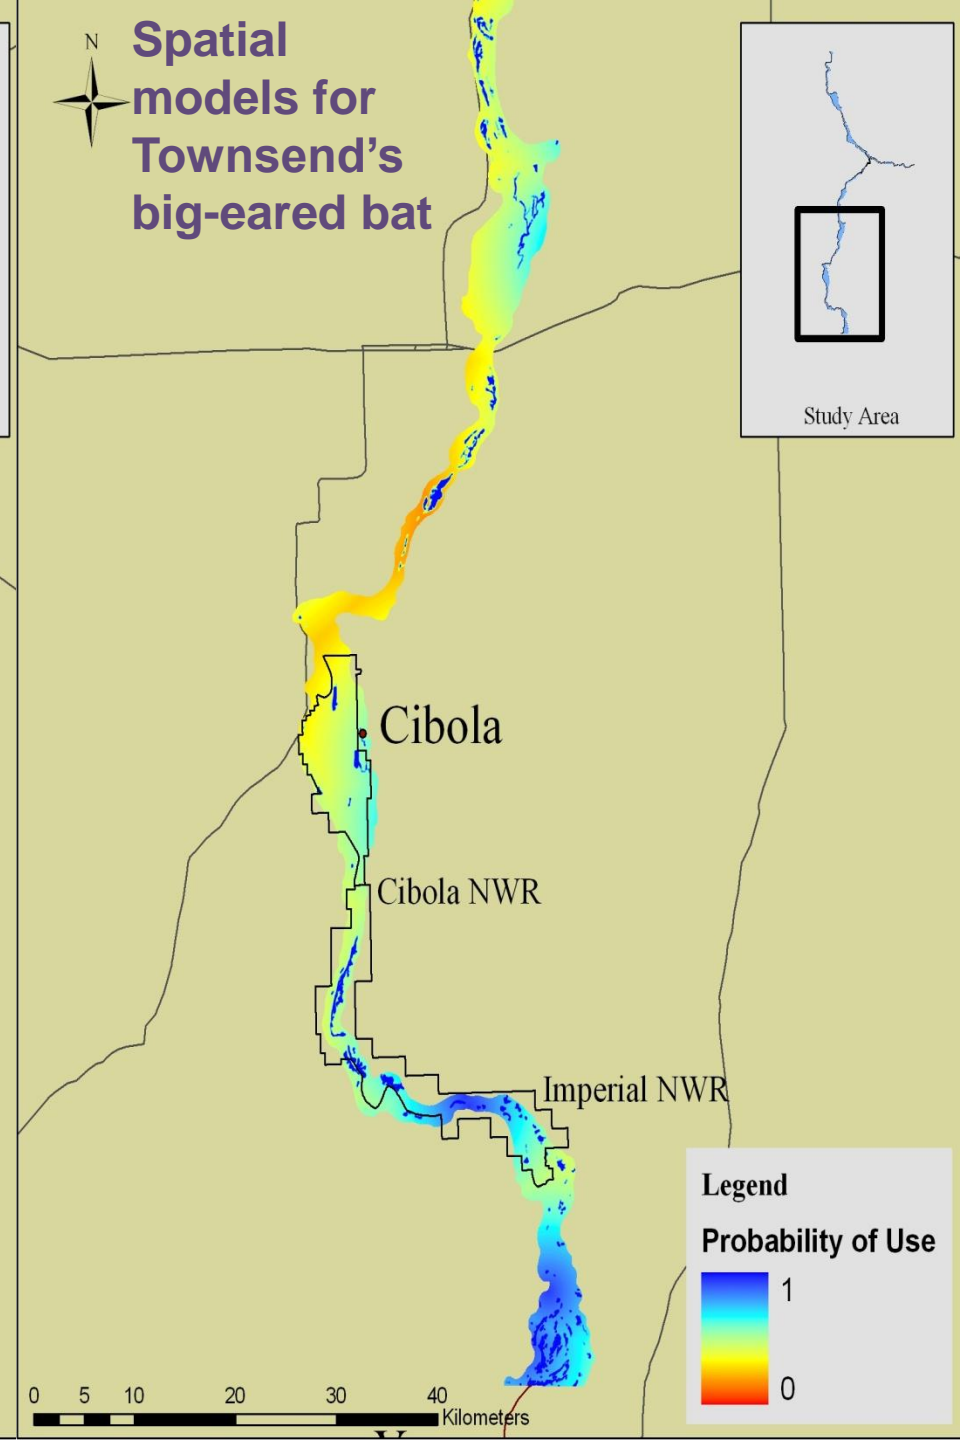 N
Spatial
models for
Townsend's
big-eared bat
Study Area
Cibola
Cibola NWR
Imperial NWR
Legend
Probability of Use
1
0
0 5 10 20 30 40
Kilometers